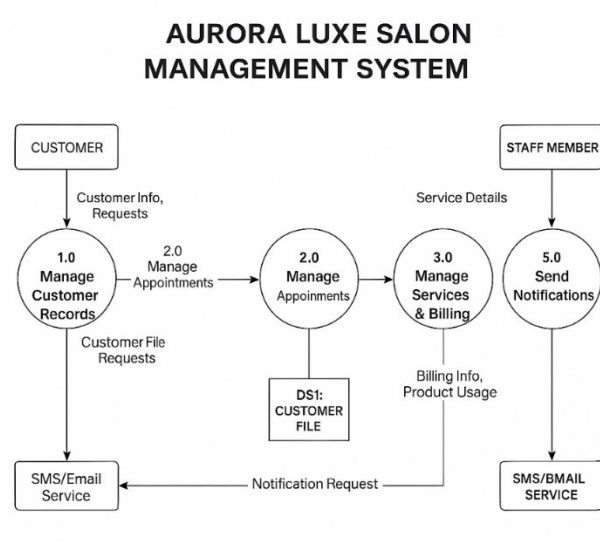 AURORA LUXE SALON
MANAGEMENT SYSTEM
CUSTOMER
STAFF MEMBER
Customer Info,
Requests
Service Details
1.0
Manage
Customer
Records
2.0
Manage
Appointments
2.0
Manage
Appoinments
3.0
Manage
Services
& Billing
5.0
Send
Notifications
Customer File
Requests
Billing Info,
Product Usage
DS1:
CUSTOMER
FILE
SMS/Email
Service
Notification Request
SMS/BMAIL
SERVICE